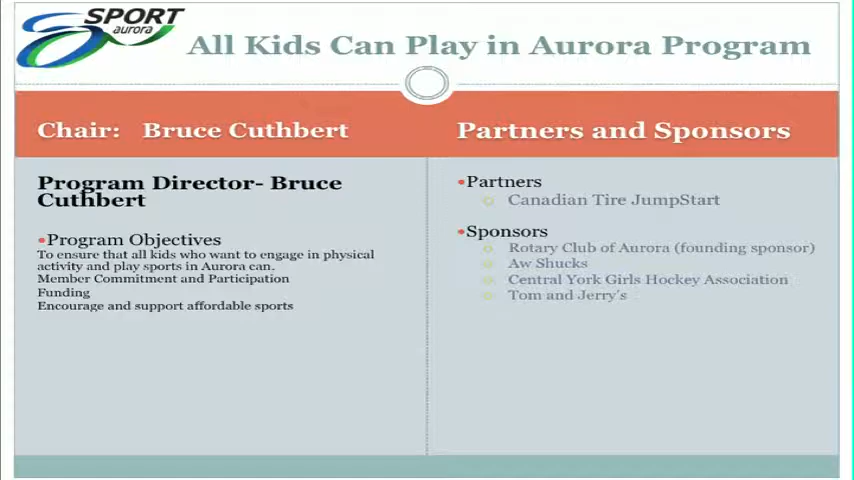 SPORT
aurora
All Kids Can Play in Aurora Program
Chair: Bruce Cuthbert
Program Director- Bruce
Cuthbert
•Program Objectives
To ensure that all kids who want to engage in physical
activity and play sports in Aurora can.
Member Commitment and Participation
Funding
Encourage and support affordable sports
Partners and Sponsors
•Partners
Canadian Tire JumpStart
•Sponsors
Rotary Club of Aurora (founding sponsor)
Aw Shucks
Central York Girls Hockey Association
Tom and Jerry's